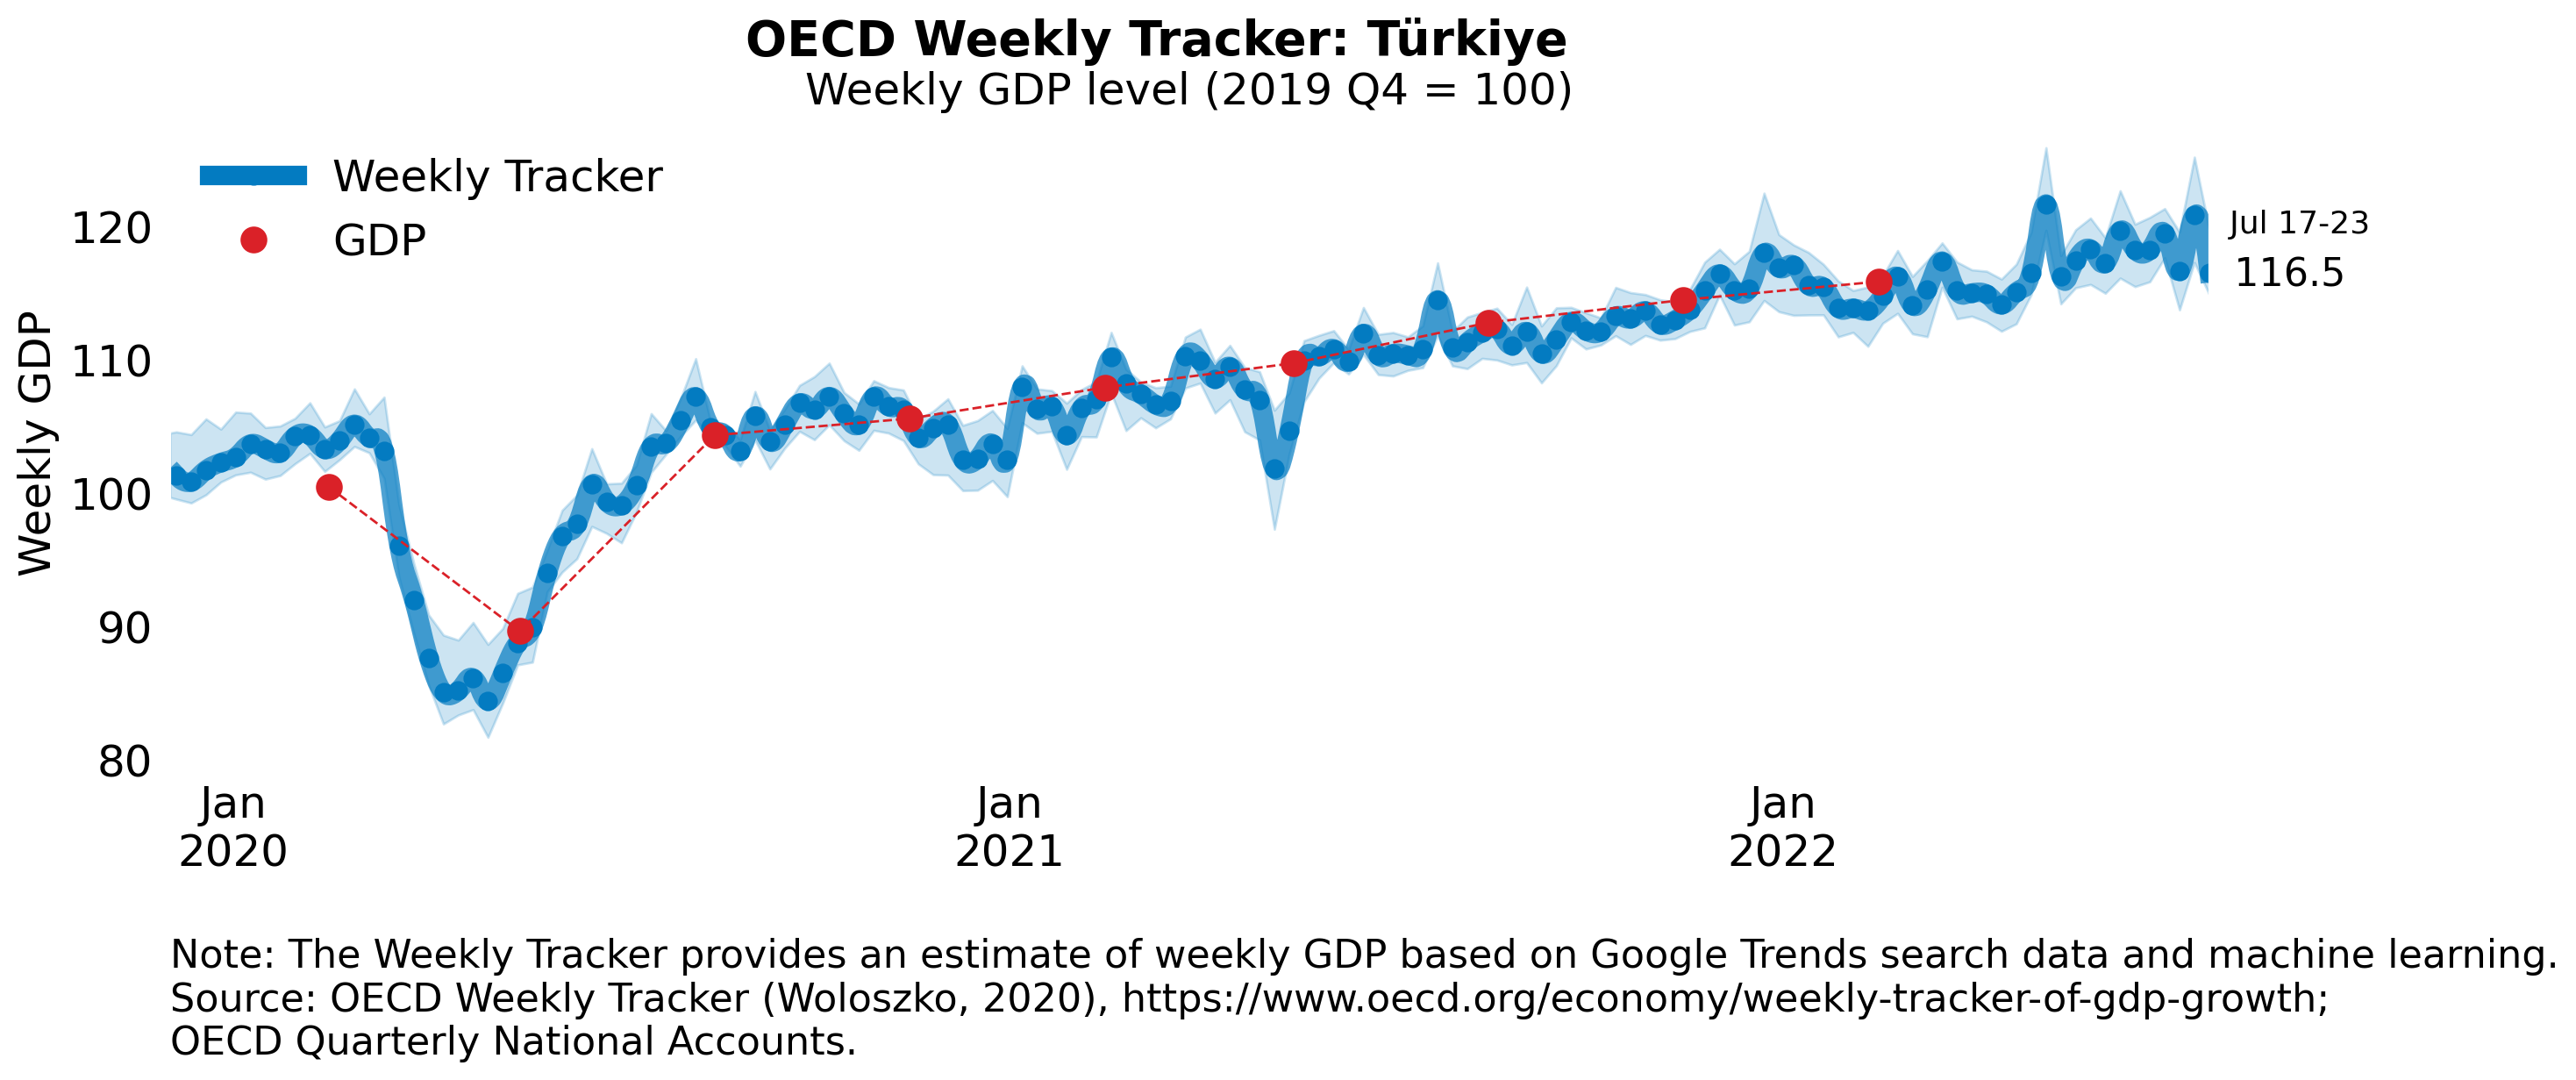 OECD Weekly Tracker: Türkiye
Weekly GDP level (2019 Q4 = 100)
Weekly Tracker
GDP
Weekly GDP
120
110
100
90
80
Jul 17-23
116.5
Jan
2020
Jan
2021
Jan
2022
Note: The Weekly Tracker provides an estimate of weekly GDP based on Google Trends search data and machine learning.
Source: OECD Weekly Tracker (Woloszko, 2020), https://www.oecd.org/economy/weekly-tracker-of-gdp-growth;
OECD Quarterly National Accounts.